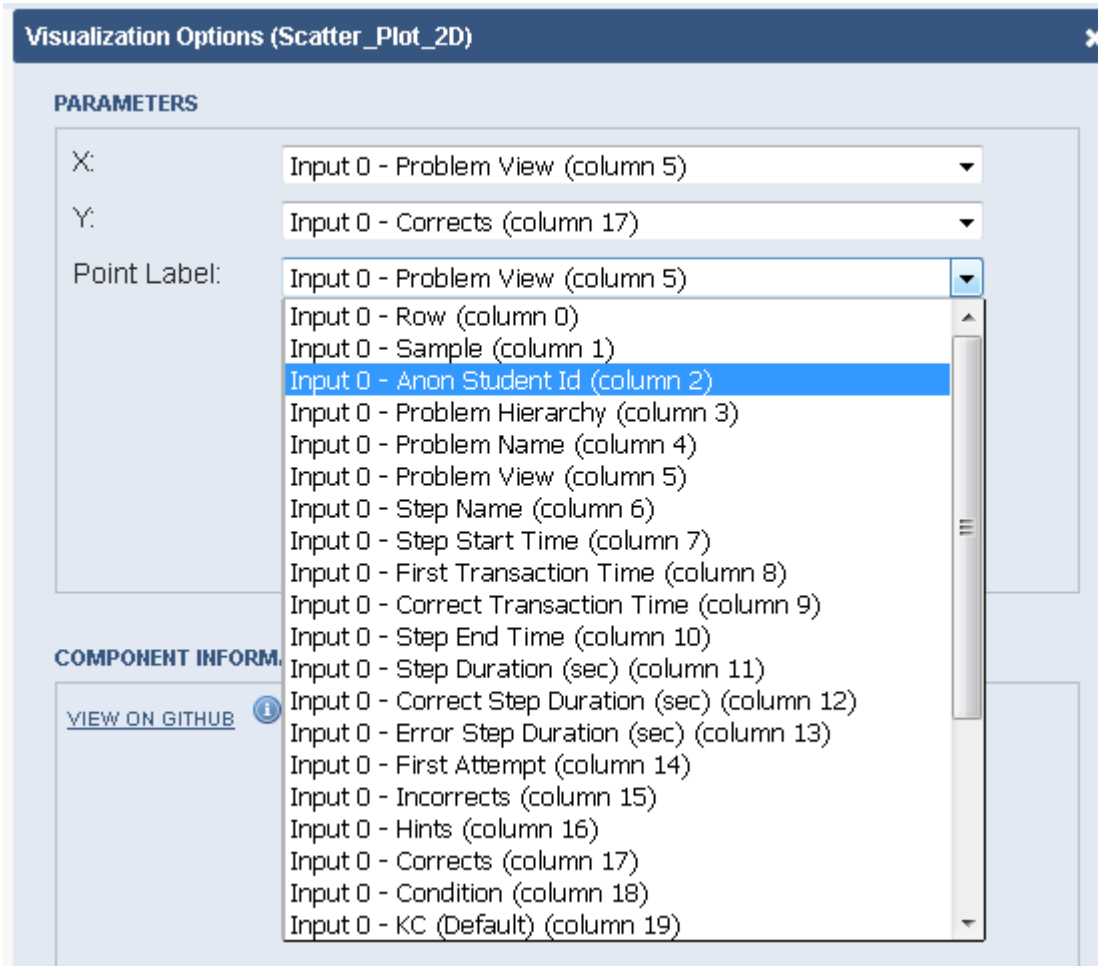 Visualization Options (Scatter_Plot_2D)
PARAMETERS
X: Input 0 - Problem View (column 5)
Y: Input 0 - Corrects (column 17)
Point Label: Input 0 - Problem View (column 5)
Input 0 - Row (column 0)
Input 0 - Sample (column 1)
Input 0 - Anon Student Id (column 2)
Input 0 - Problem Hierarchy (column 3)
Input 0 - Problem Name (column 4)
Input 0 - Problem View (column 5)
Input 0 - Step Name (column 6)
Input 0 - Step Start Time (column 7)
Input 0 - First Transaction Time (column 8)
Input 0 - Correct Transaction Time (column 9)
Input 0 - Step End Time (column 10)
Input 0 - Step Duration (sec) (column 11)
Input 0 - Correct Step Duration (sec) (column 12)
Input 0 - Error Step Duration (sec) (column 13)
Input 0 - First Attempt (column 14)
Input 0 - Incorrects (column 15)
Input 0 - Hints (column 16)
Input 0 - Corrects (column 17)
Input 0 - Condition (column 18)
Input 0 - KC (Default) (column 19)
COMPONENT INFORM
VIEW ON GITHUB